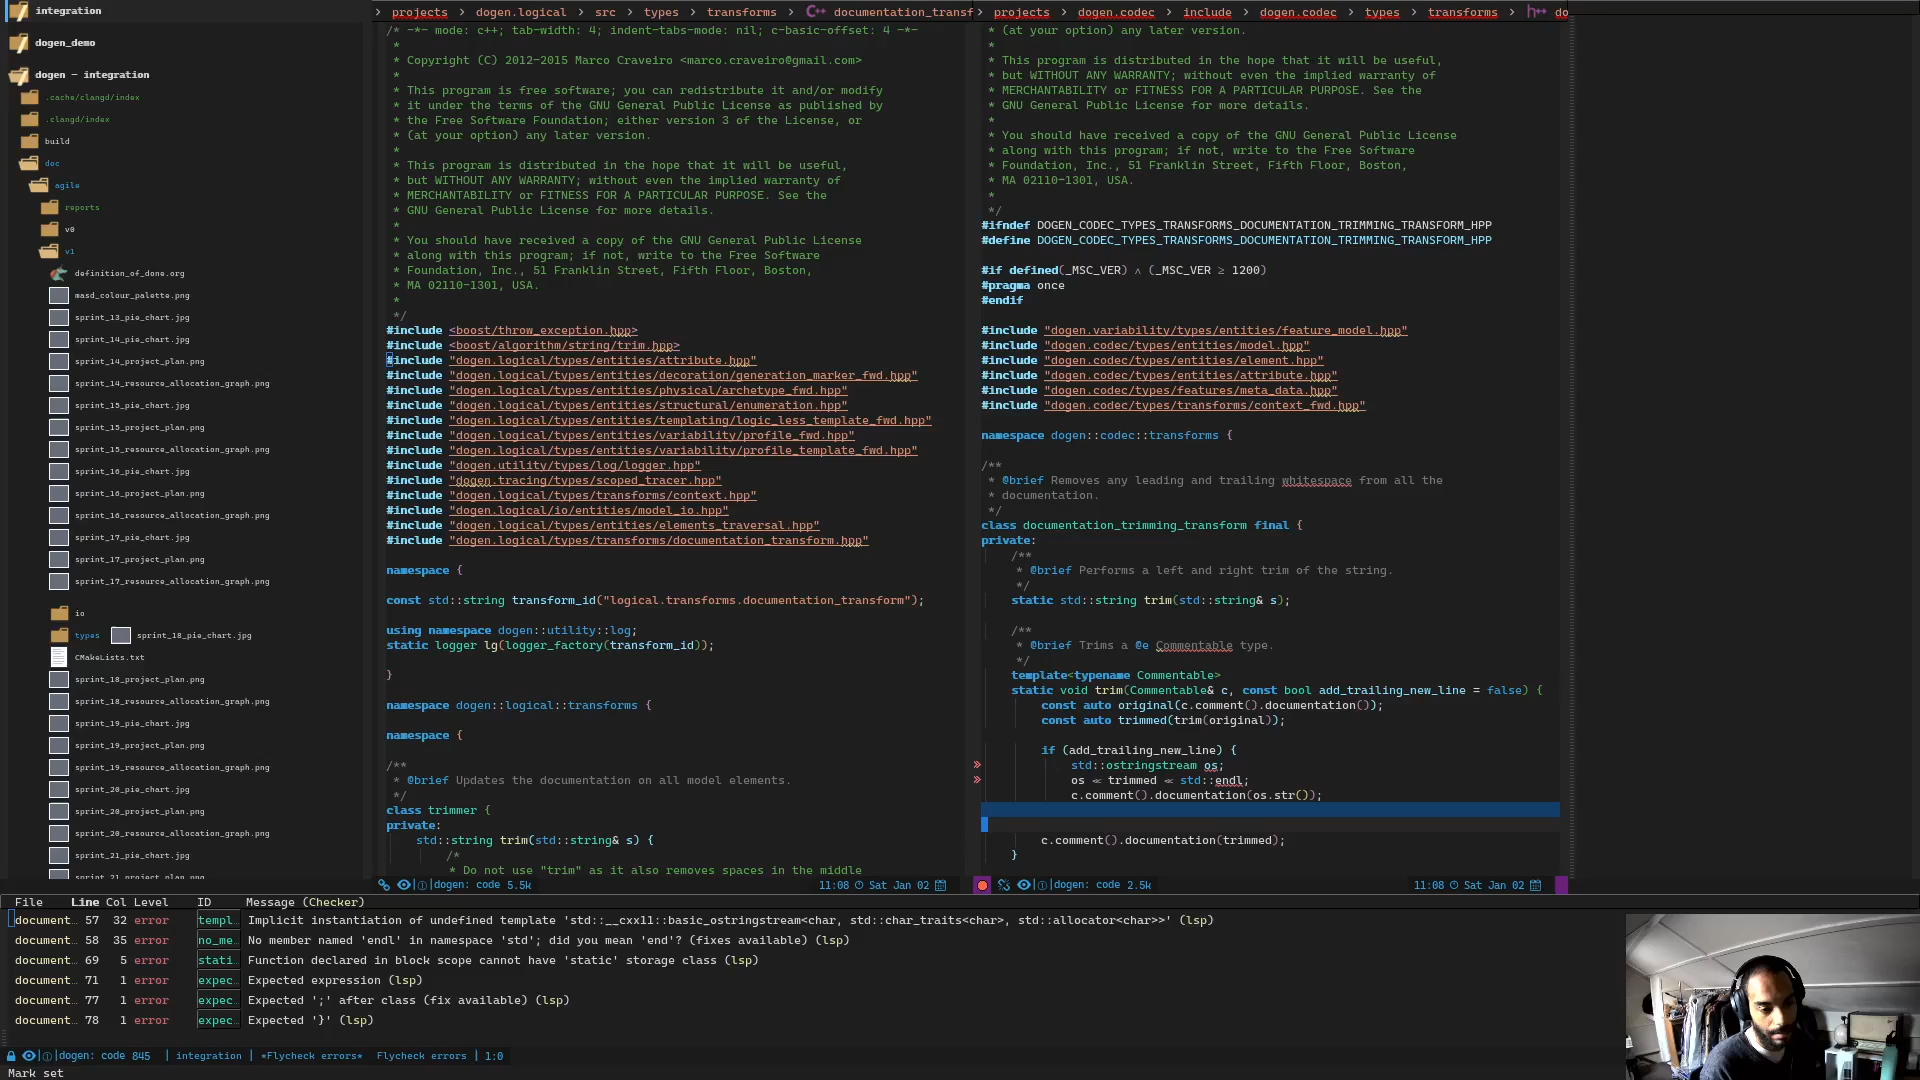 integration
dogen_demo
dogen – integration
.cache/clangd/index
.clangd/index
build
doc
agile
reports
v0
v1
definition_of_done.org
masd_colour_palette.png
sprint_13_pie_chart.jpg
sprint_14_pie_chart.jpg
sprint_14_project_plan.png
sprint_14_resource_allocation_graph.png
sprint_15_pie_chart.jpg
sprint_15_project_plan.png
sprint_15_resource_allocation_graph.png
sprint_16_pie_chart.jpg
sprint_16_project_plan.png
sprint_16_resource_allocation_graph.png
sprint_17_pie_chart.jpg
sprint_17_project_plan.png
sprint_17_resource_allocation_graph.png
io
types sprint_18_pie_chart.jpg
CMakeLists.txt
sprint_18_project_plan.png
sprint_18_resource_allocation_graph.png
sprint_19_pie_chart.jpg
sprint_19_project_plan.png
sprint_19_resource_allocation_graph.png
sprint_20_pie_chart.jpg
sprint_20_project_plan.png
sprint_20_resource_allocation_graph.png
sprint_21_pie_chart.jpg
sprint_21_project_plan.png
> projects > dogen.logical > src > types > transforms > C++ documentation_transf
/* -*- mode: c++; tab-width: 4; indent-tabs-mode: nil; c-basic-offset: 4 -*-
*
* Copyright (C) 2012-2015 Marco Craveiro <marco.craveiro@gmail.com>
*
* This program is free software; you can redistribute it and/or modify
* it under the terms of the GNU General Public License as published by
* the Free Software Foundation; either version 3 of the License, or
* (at your option) any later version.
*
* This program is distributed in the hope that it will be useful,
* but WITHOUT ANY WARRANTY; without even the implied warranty of
* MERCHANTABILITY or FITNESS FOR A PARTICULAR PURPOSE. See the
* GNU General Public License for more details.
*
* You should have received a copy of the GNU General Public License
* along with this program; if not, write to the Free Software
* Foundation, Inc., 51 Franklin Street, Fifth Floor, Boston,
* MA 02110-1301, USA.
*
*/
#include <boost/throw_exception.hpp>
#include <boost/algorithm/string/trim.hpp>
#include "dogen.logical/types/entities/attribute.hpp"
#include "dogen.logical/types/entities/decoration/generation_marker_fwd.hpp"
#include "dogen.logical/types/entities/physical/archetype_fwd.hpp"
#include "dogen.logical/types/entities/structural/enumeration.hpp"
#include "dogen.logical/types/entities/templating/logic_less_template_fwd.hpp"
#include "dogen.logical/types/entities/variability/profile_fwd.hpp"
#include "dogen.logical/types/entities/variability/profile_template_fwd.hpp"
#include "dogen.utility/types/log/logger.hpp"
#include "dogen.tracing/types/scoped_tracer.hpp"
#include "dogen.logical/types/transforms/context.hpp"
#include "dogen.logical/io/entities/model_io.hpp"
#include "dogen.logical/types/entities/elements_traversal.hpp"
#include "dogen.logical/types/transforms/documentation_transform.hpp"
namespace {
const std::string transform_id("logical.transforms.documentation_transform");
using namespace dogen::utility::log;
static logger lg(logger_factory(transform_id));
}
namespace dogen::logical::transforms {
namespace {
/**
* @brief Updates the documentation on all model elements.
*/
class trimmer {
private:
std::string trim(std::string& s) {
/*
* Do not use "trim" as it also removes spaces in the middle
dogen: code 5.5k 11:08 Sat Jan 02
> projects > dogen.codec > include > dogen.codec > types > transforms > h++ do
* (at your option) any later version.
*
* This program is distributed in the hope that it will be useful,
* but WITHOUT ANY WARRANTY; without even the implied warranty of
* MERCHANTABILITY or FITNESS FOR A PARTICULAR PURPOSE. See the
* GNU General Public License for more details.
*
* You should have received a copy of the GNU General Public License
* along with this program; if not, write to the Free Software
* Foundation, Inc., 51 Franklin Street, Fifth Floor, Boston,
* MA 02110-1301, USA.
*
*/
#ifndef DOGEN_CODEC_TYPES_TRANSFORMS_DOCUMENTATION_TRIMMING_TRANSFORM_HPP
#define DOGEN_CODEC_TYPES_TRANSFORMS_DOCUMENTATION_TRIMMING_TRANSFORM_HPP
#if defined(_MSC_VER) ∧ (_MSC_VER ≥ 1200)
#pragma once
#endif
#include "dogen.variability/types/entities/feature_model.hpp"
#include "dogen.codec/types/entities/model.hpp"
#include "dogen.codec/types/entities/element.hpp"
#include "dogen.codec/types/entities/attribute.hpp"
#include "dogen.codec/types/features/meta_data.hpp"
#include "dogen.codec/types/transforms/context_fwd.hpp"
namespace dogen::codec::transforms {
/**
* @brief Removes any leading and trailing whitespace from all the
* documentation.
*/
class documentation_trimming_transform final {
private:
/**
* @brief Performs a left and right trim of the string.
*/
static std::string trim(std::string& s);
/**
* @brief Trims a @e Commentable type.
*/
template<typename Commentable>
static void trim(Commentable& c, const bool add_trailing_new_line = false) {
const auto original(c.comment().documentation());
const auto trimmed(trim(original));
if (add_trailing_new_line) {
std::ostringstream os;
os ≪ trimmed ≪ std::endl;
c.comment().documentation(os.str());
c.comment().documentation(trimmed);
}
dogen: code 2.5k 11:08 Sat Jan 02
File Line Col Level ID Message (Checker)
document… 57 32 error templ… Implicit instantiation of undefined template 'std::__cxx11::basic_ostringstream<char, std::char_traits<char>, std::allocator<char>>' (lsp)
document… 58 35 error no_me… No member named 'endl' in namespace 'std'; did you mean 'end'? (fixes available) (lsp)
document… 69 5 error stati… Function declared in block scope cannot have 'static' storage class (lsp)
document… 71 1 error expec… Expected expression (lsp)
document… 77 1 error expec… Expected ';' after class (fix available) (lsp)
document… 78 1 error expec… Expected '}' (lsp)
dogen: code 845 | integration | *Flycheck errors* Flycheck errors | 1:0
Mark set